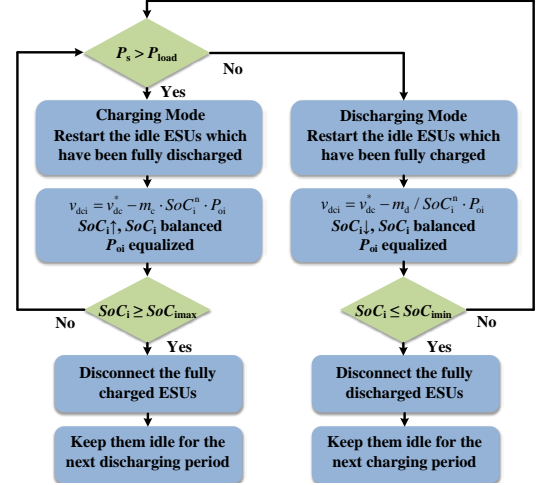 P_s > P_load
No
Yes
Charging Mode
Restart the idle ESUs which
have been fully discharged
Discharging Mode
Restart the idle ESUs which
have been fully charged
v_dci = v*_dc − m_c · SoC_i^n · P_oi
SoC_i↑, SoC_i balanced
P_oi equalized
v_dci = v*_dc − m_d / SoC_i^n · P_oi
SoC_i↓, SoC_i balanced
P_oi equalized
SoC_i ≥ SoC_imax
No
Yes
SoC_i ≤ SoC_imin
No
Yes
Disconnect the fully
charged ESUs
Disconnect the fully
discharged ESUs
Keep them idle for the
next discharging period
Keep them idle for the
next charging period